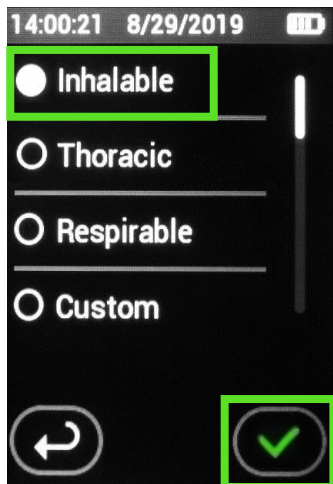 14:00:21 8/29/2019
Inhalable
Thoracic
Respirable
Custom